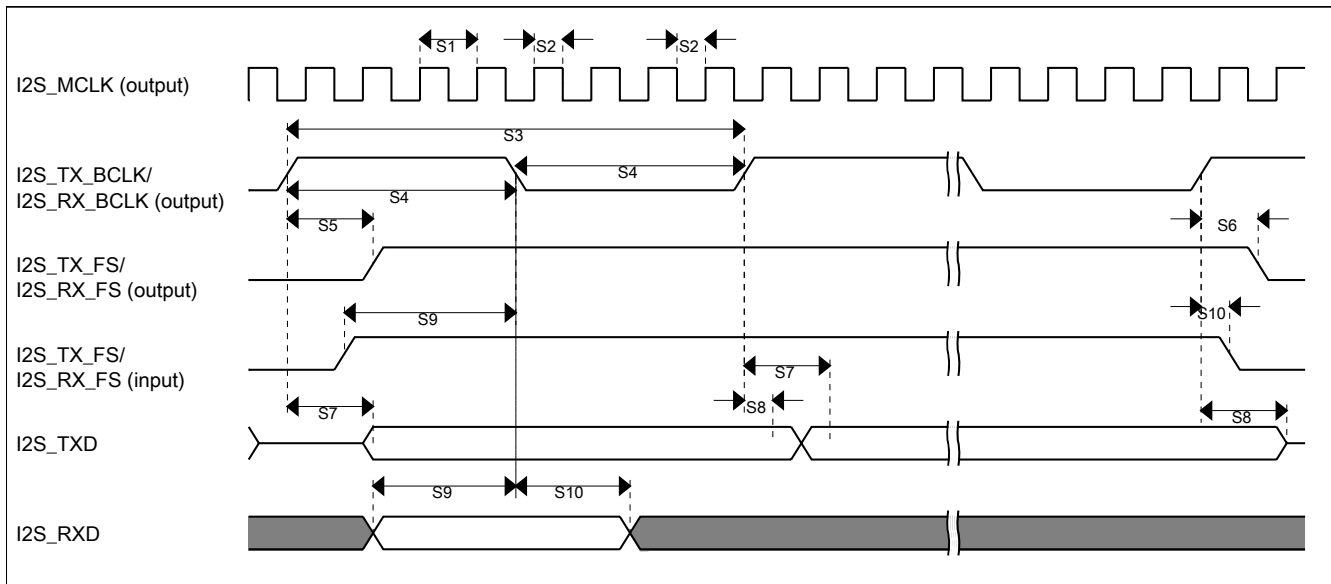 S1
S2
S2
I2S_MCLK (output)
S3
I2S_TX_BCLK/
I2S_RX_BCLK (output)
S4
S4
S5
S6
I2S_TX_FS/
I2S_RX_FS (output)
S9
S10
I2S_TX_FS/
I2S_RX_FS (input)
S7
S7
S8
S8
I2S_TXD
S9
S10
I2S_RXD